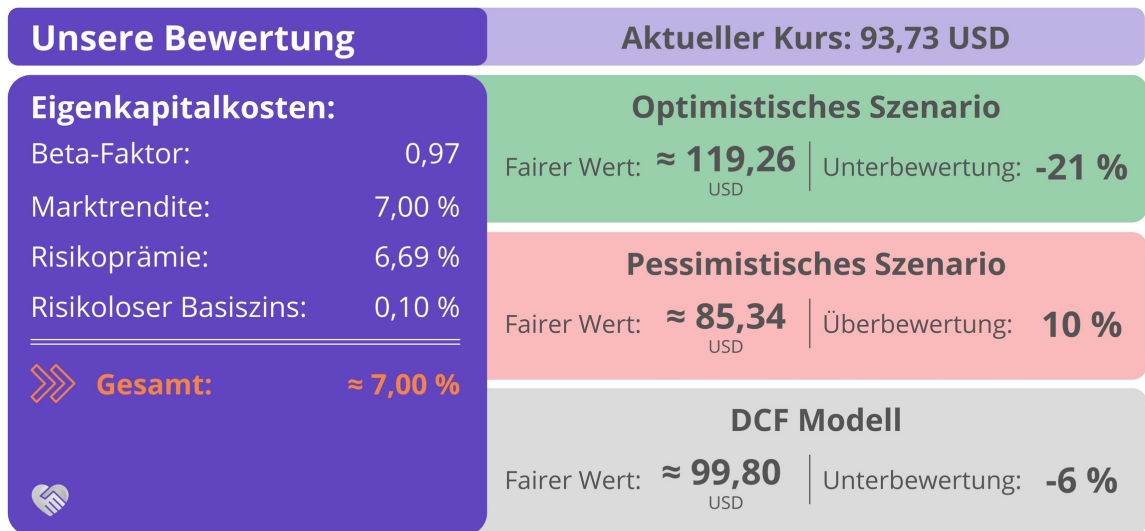 Unsere Bewertung
Aktueller Kurs: 93,73 USD
Eigenkapitalkosten:
Beta-Faktor: 0,97
Marktrendite: 7,00 %
Risikoprämie: 6,69 %
Risikoloser Basiszins: 0,10 %
Gesamt: ≈ 7,00 %
Optimistisches Szenario
Fairer Wert: ≈ 119,26 Unterbewertung: -21 %
USD
Pessimistisches Szenario
Fairer Wert: ≈ 85,34 Überbewertung: 10 %
USD
DCF Modell
Fairer Wert: ≈ 99,80 Unterbewertung: -6 %
USD